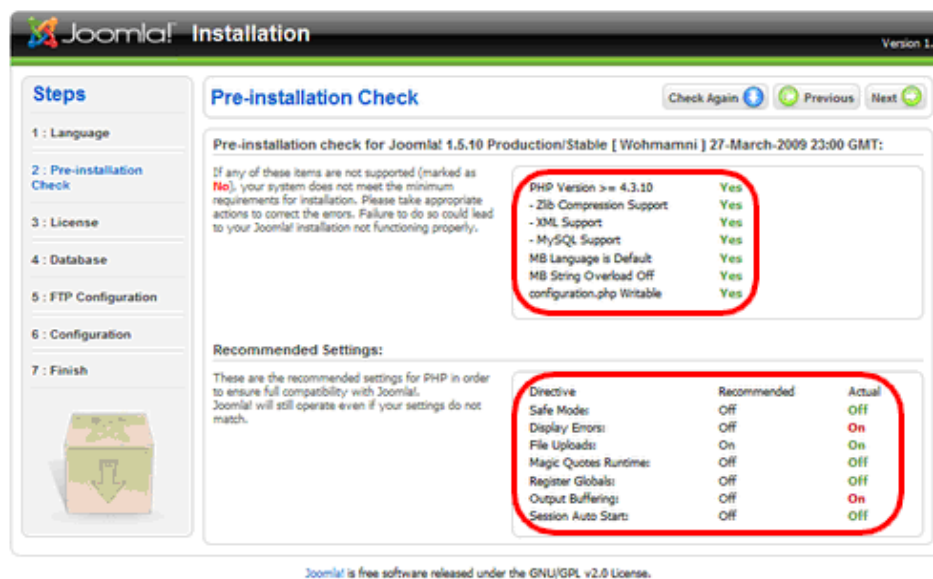 Joomla! Installation
Version 1.
Steps
1 : Language
2 : Pre-installation
Check
3 : License
4 : Database
5 : FTP Configuration
6 : Configuration
7 : Finish
Pre-installation Check
Check Again
Previous
Next
Pre-installation check for Joomla! 1.5.10 Production/Stable [ Wohmamni ] 27-March-2009 23:00 GMT:
If any of these items are not supported (marked as
No), your system does not meet the minimum
requirements for installation. Please take appropriate
actions to correct the errors. Failure to do so could lead
to your Joomla! installation not functioning properly.
PHP Version >= 4.3.10 Yes
- Zlib Compression Support Yes
- XML Support Yes
- MySQL Support Yes
MB Language is Default Yes
MB String Overload Off Yes
configuration.php Writable Yes
Recommended Settings:
These are the recommended settings for PHP in order
to ensure full compatibility with Joomla!.
Joomla! will still operate even if your settings do not
match.
Directive Recommended Actual
Safe Mode: Off Off
Display Errors: Off On
File Uploads: On On
Magic Quotes Runtime: Off Off
Register Globals: Off Off
Output Buffering: Off On
Session Auto Start: Off Off
Joomla! is free software released under the GNU/GPL v2.0 License.